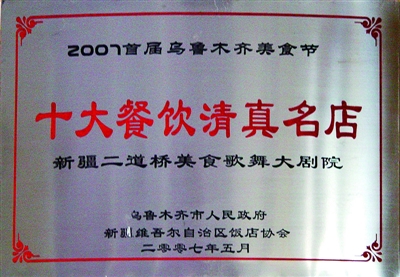 2007首届乌鲁木齐美食节
十大餐饮清真名店
新疆二道桥美食歌舞大剧院
乌鲁木齐市人民政府
新疆维吾尔自治区饭店协会
二零零七年五月